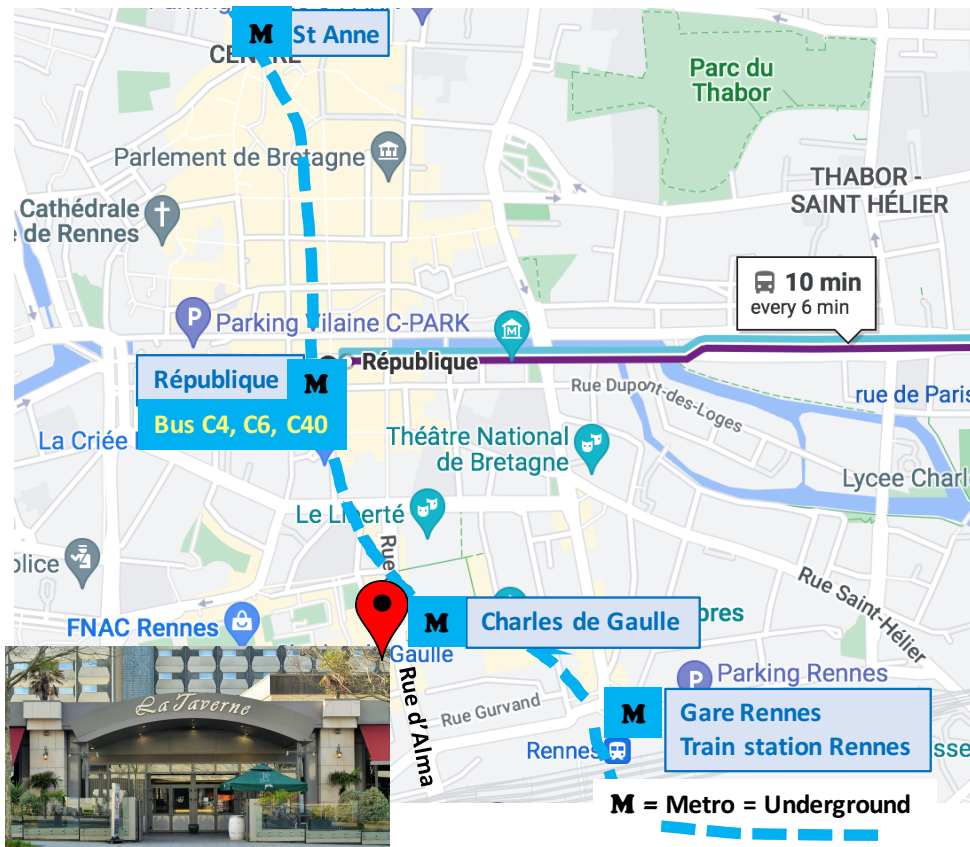 M St Anne
CENTRE
Parc du
Thabor
Parlement de Bretagne
THABOR -
SAINT HÉLIER
Cathédrale
de Rennes
10 min
every 6 min
P Parking Vilaine C-PARK
M
République
République M
Bus C4, C6, C40
Rue Dupont-des-Loges
rue de Paris
La Criée
Théâtre National
de Bretagne
Lycee Charl
Le Liberté
Rue
olice
Rue Saint-Hélier
FNAC Rennes
M Charles de Gaulle
bres
Gaulle
Rue d'Alma
P Parking Rennes
La Taverne
Rue Gurvand
M Gare Rennes
Train station Rennes
Rennes
sse
M = Metro = Underground